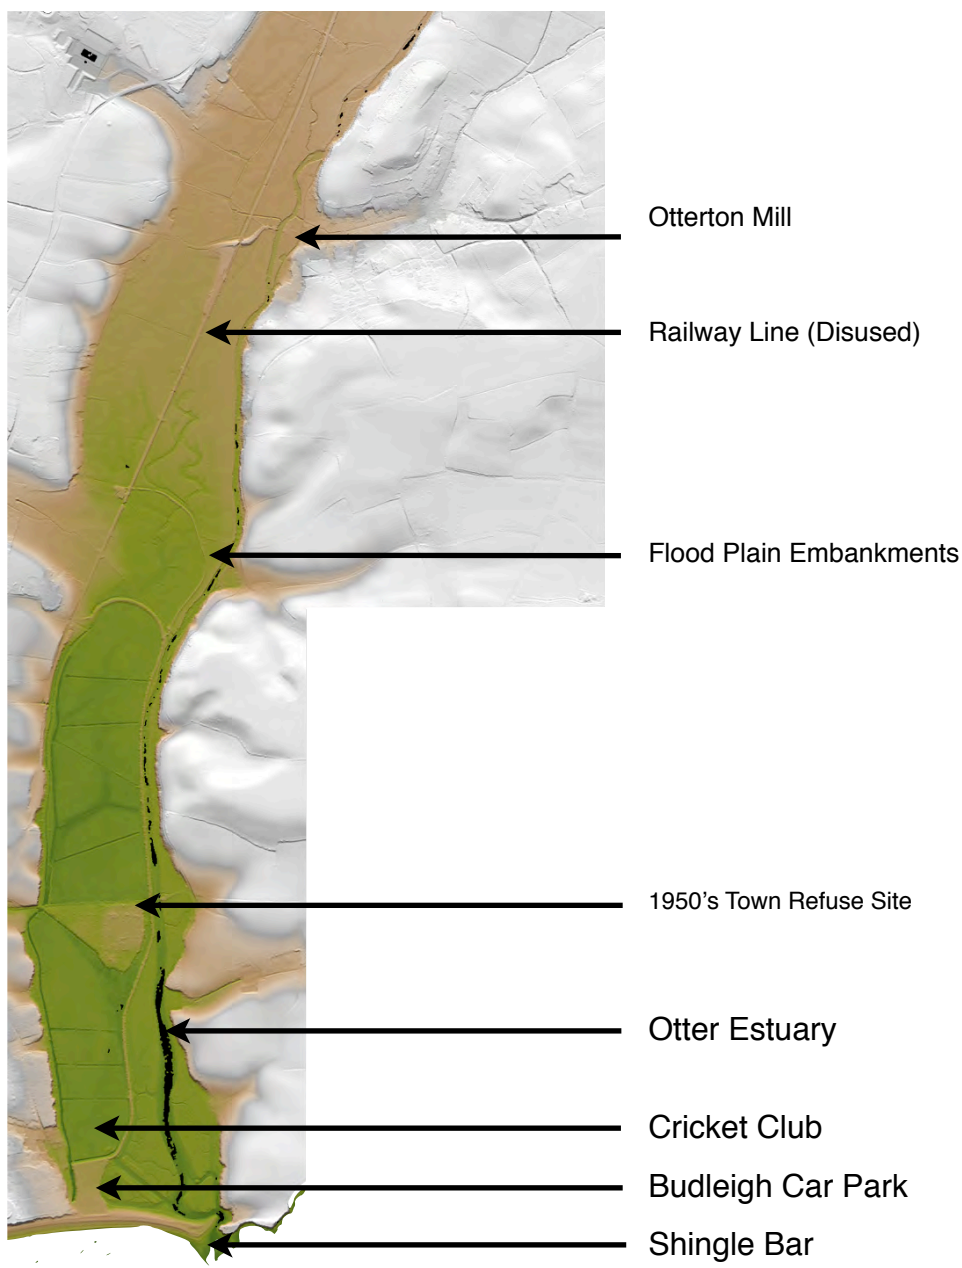 Otterton Mill
Railway Line (Disused)
Flood Plain Embankments
1950's Town Refuse Site
Otter Estuary
Cricket Club
Budleigh Car Park
Shingle Bar